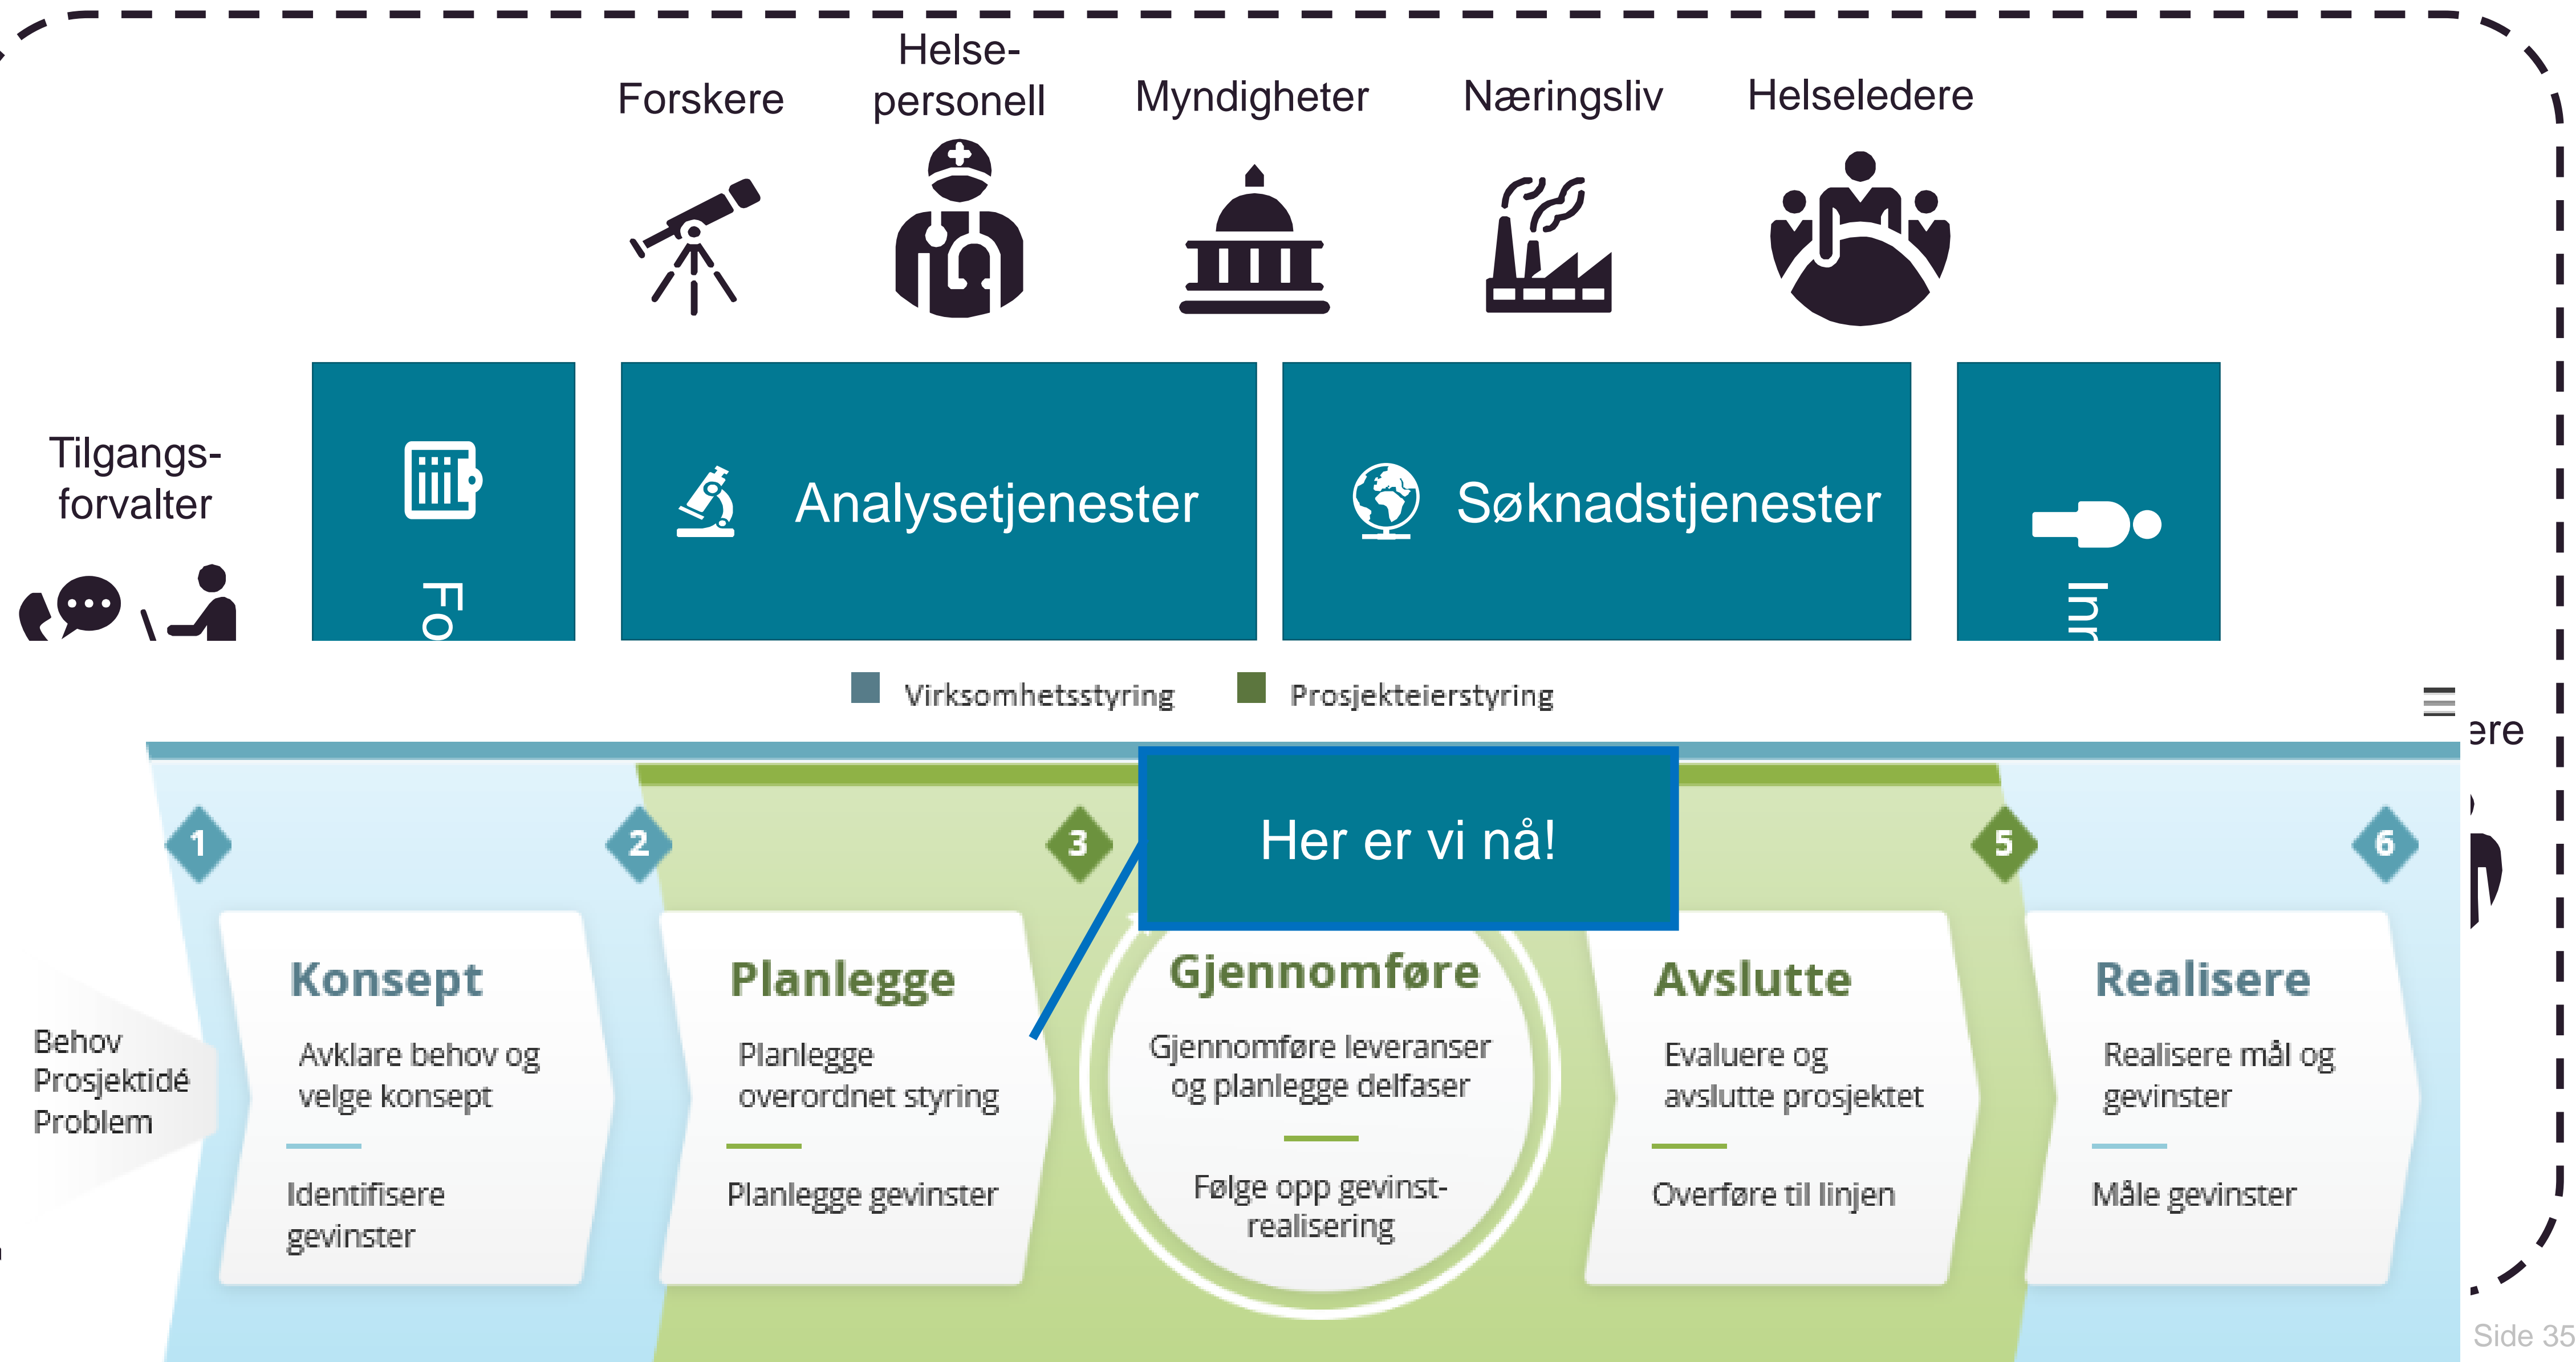 Forskere
Helse-
personell
Myndigheter
Næringsliv
Helseledere
Tilgangs-
forvalter
Fo
Analysetjenester
Søknadstjenester
Inn
Virksomhetsstyring
Prosjekteierstyring
ere
Her er vi nå!
1
2
3
5
6
Behov
Prosjektidé
Problem
Konsept
Avklare behov og
velge konsept
Identifisere
gevinster
Planlegge
Planlegge
overordnet styring
Planlegge gevinster
Gjennomføre
Gjennomføre leveranser
og planlegge delfaser
Følge opp gevinst-
realisering
Avslutte
Evaluere og
avslutte prosjektet
Overføre til linjen
Realisere
Realisere mål og
gevinster
Måle gevinster
Side 35